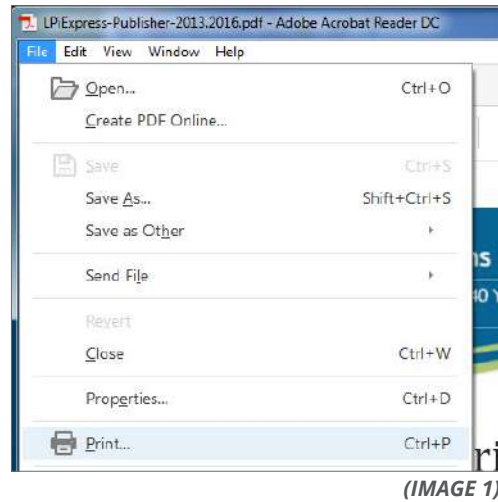 LPiExpress-Publisher-2013.2016.pdf - Adobe Acrobat Reader DC
File Edit View Window Help
Open... Ctrl+O
Create PDF Online...
Save Ctrl+S
Save As... Shift+Ctrl+S
Save as Other
Send File
Revert
Close Ctrl+W
Properties... Ctrl+D
Print... Ctrl+P
(IMAGE 1)